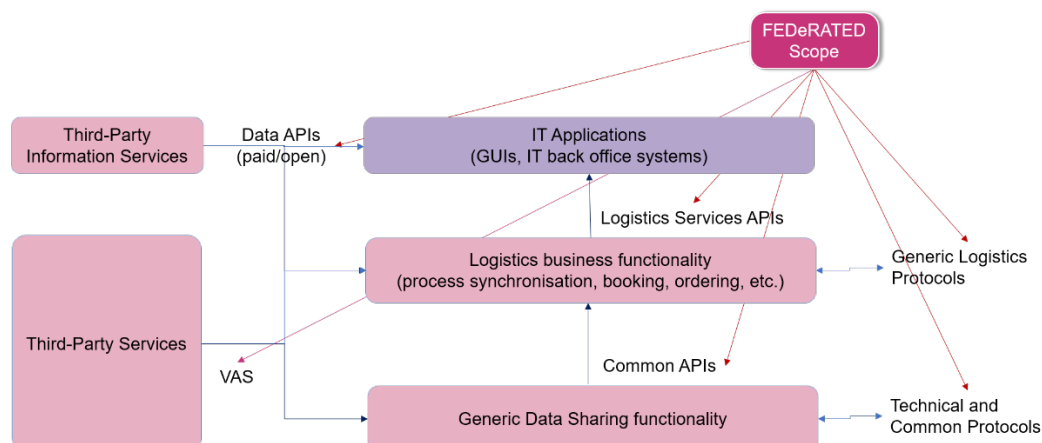 FEDeRATED
Scope
Third-Party
Information Services
Data APIs
(paid/open)
IT Applications
(GUIs, IT back office systems)
Logistics Services APIs
Logistics business functionality
(process synchronisation, booking, ordering, etc.)
Generic Logistics
Protocols
Third-Party Services
VAS
Common APIs
Generic Data Sharing functionality
Technical and
Common Protocols